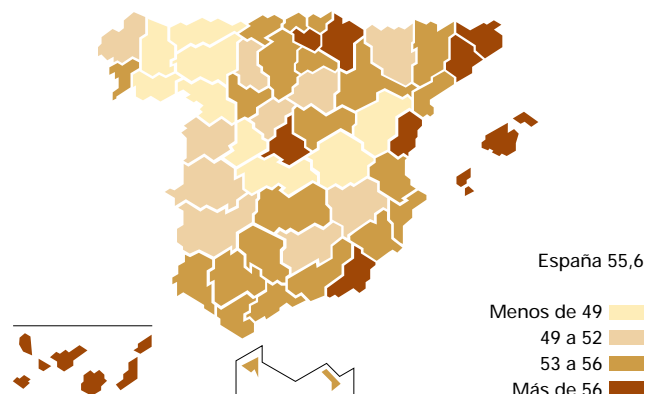 España 55,6
Menos de 49
49 a 52
53 a 56
Más de 56